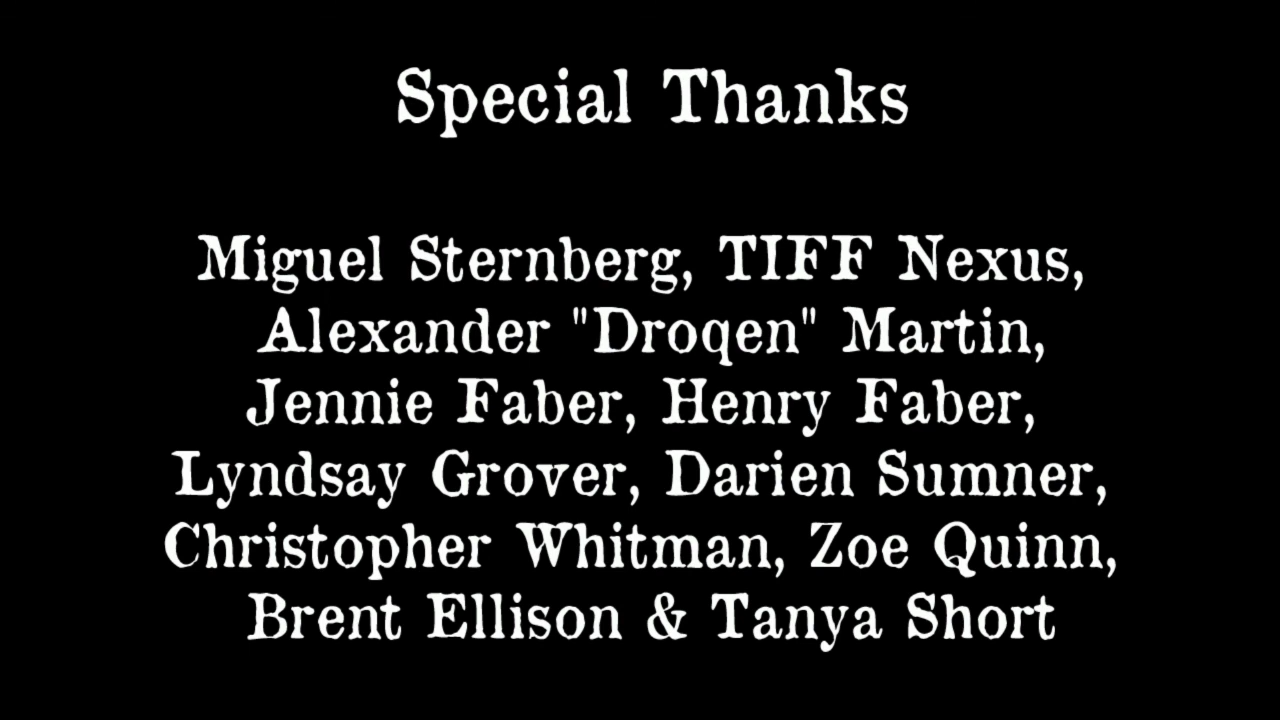 Special Thanks
Miguel Sternberg, TIFF Nexus,
Alexander "Droqen" Martin,
Jennie Faber, Henry Faber,
Lyndsay Grover, Darien Sumner,
Christopher Whitman, Zoe Quinn,
Brent Ellison & Tanya Short